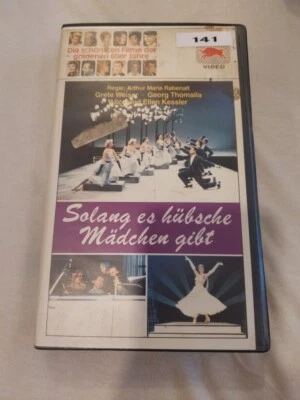 Die schönsten Filme der
goldenen 50er Jahre
141
VIDEO
Regie: Arthur Maria Rabenalt
Grete Weiser Georg Thomalla
Alice und Ellen Kessler
Solang es hübsche
Mädchen gibt